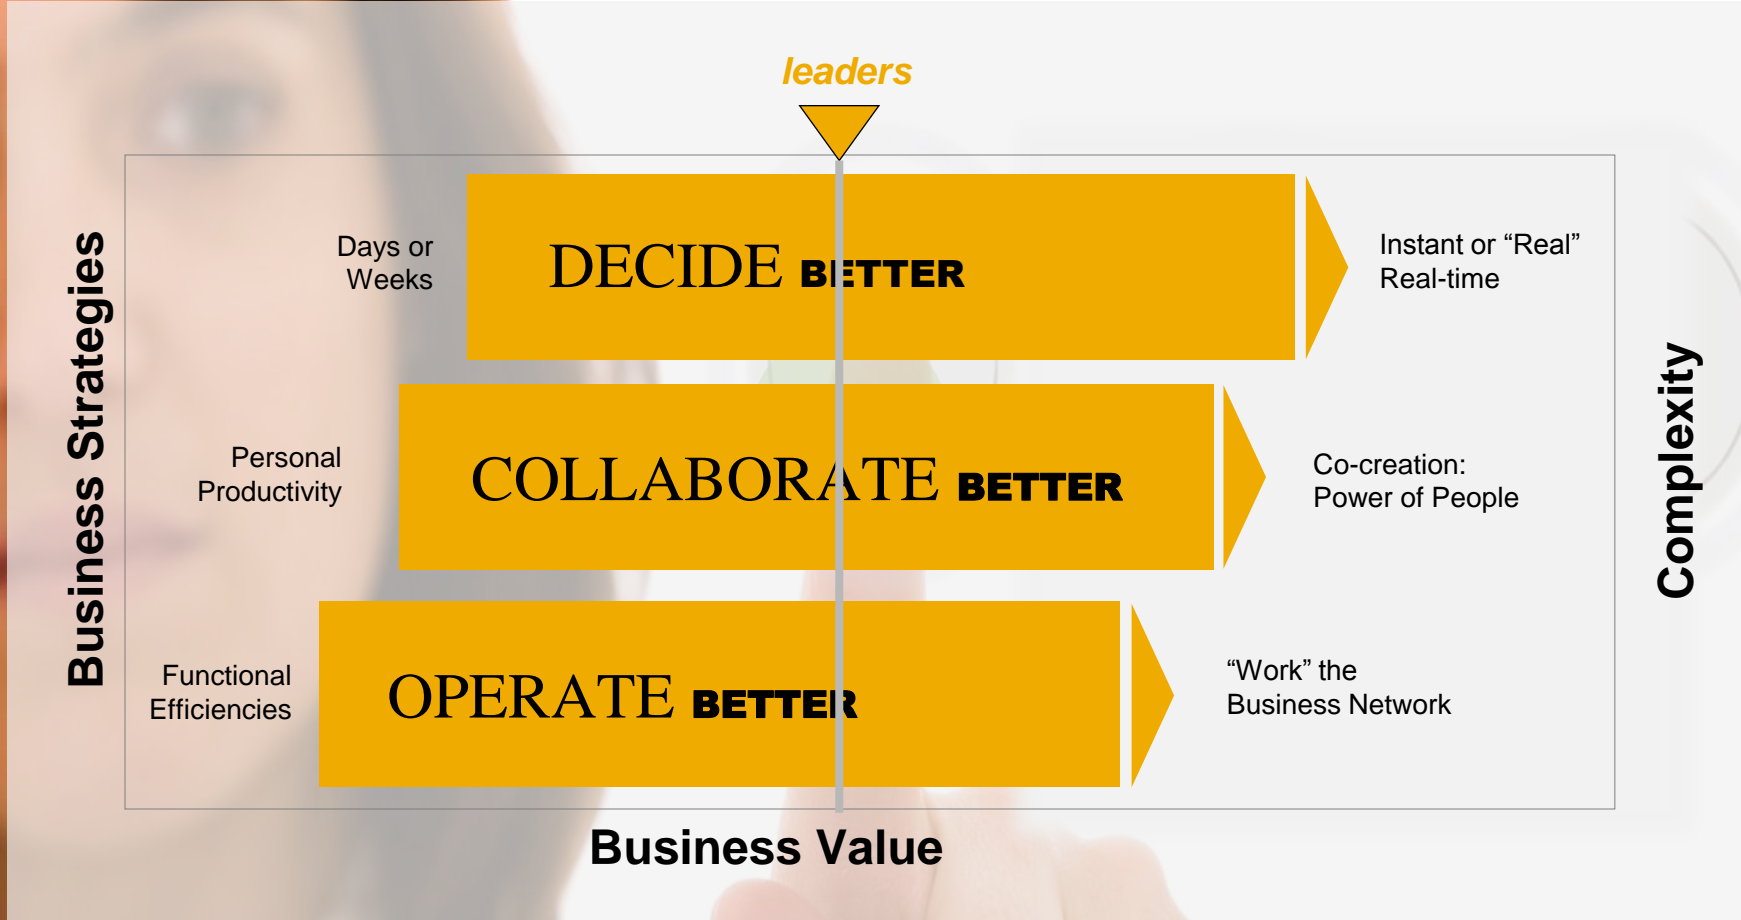 leaders
Business Strategies
Days or
Weeks
DECIDE BETTER
Instant or “Real”
Real-time
Personal
Productivity
COLLABORATE BETTER
Co-creation:
Power of People
Functional
Efficiencies
OPERATE BETTER
“Work” the
Business Network
Complexity
Business Value